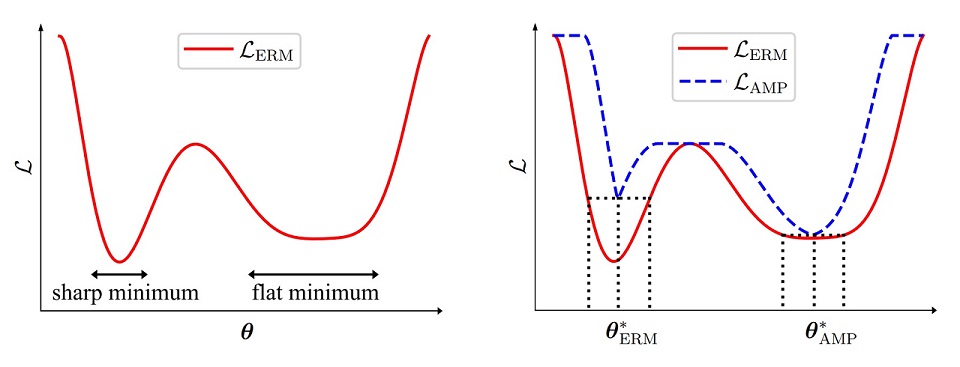 ℒ_ERM
ℒ
sharp minimum
flat minimum
θ
ℒ_ERM
ℒ_AMP
ℒ
θ*_ERM
θ*_AMP